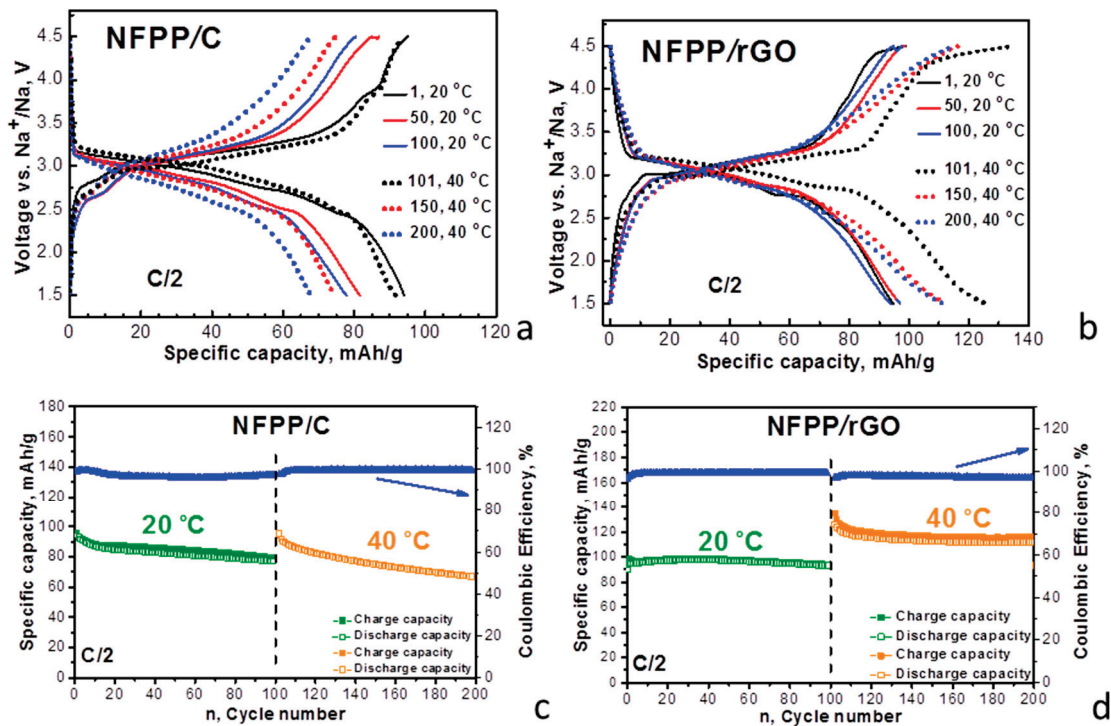 NFPP/C
4.5
4.0
3.5
3.0
2.5
2.0
1.5
Voltage vs. Na⁺/Na, V
1, 20 °C
50, 20 °C
100, 20 °C
101, 40 °C
150, 40 °C
200, 40 °C
C/2
0 20 40 60 80 100 120
Specific capacity, mAh/g
a
NFPP/rGO
4.5
4.0
3.5
3.0
2.5
2.0
1.5
Voltage vs. Na⁺/Na, V
1, 20 °C
50, 20 °C
100, 20 °C
101, 40 °C
150, 40 °C
200, 40 °C
C/2
0 20 40 60 80 100 120 140
Specific capacity, mAh/g
b
NFPP/C
180
160
140
120
100
80
60
40
20
0
Specific capacity, mAh/g
120
100
80
60
40
20
0
Coulombic Efficiency, %
20 °C
40 °C
Charge capacity
Discharge capacity
Charge capacity
Discharge capacity
C/2
0 20 40 60 80 100 120 140 160 180 200
n, Cycle number
c
NFPP/rGO
220
200
180
160
140
120
100
80
60
40
20
0
Specific capacity, mAh/g
120
100
80
60
40
20
0
Coulombic Efficiency, %
20 °C
40 °C
Charge capacity
Discharge capacity
Charge capacity
Discharge capacity
C/2
0 20 40 60 80 100 120 140 160 180 200
n, Cycle number
d